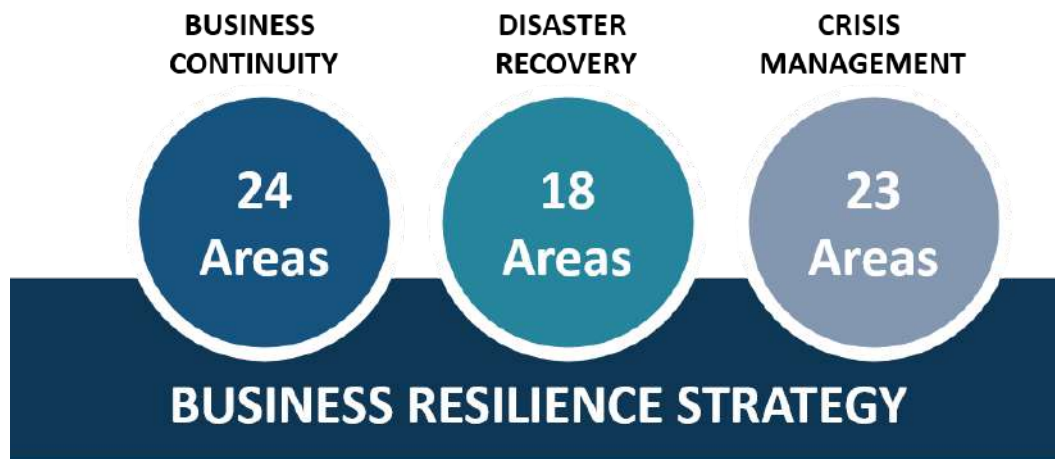 BUSINESS
CONTINUITY
24
Areas
DISASTER
RECOVERY
18
Areas
CRISIS
MANAGEMENT
23
Areas
BUSINESS RESILIENCE STRATEGY